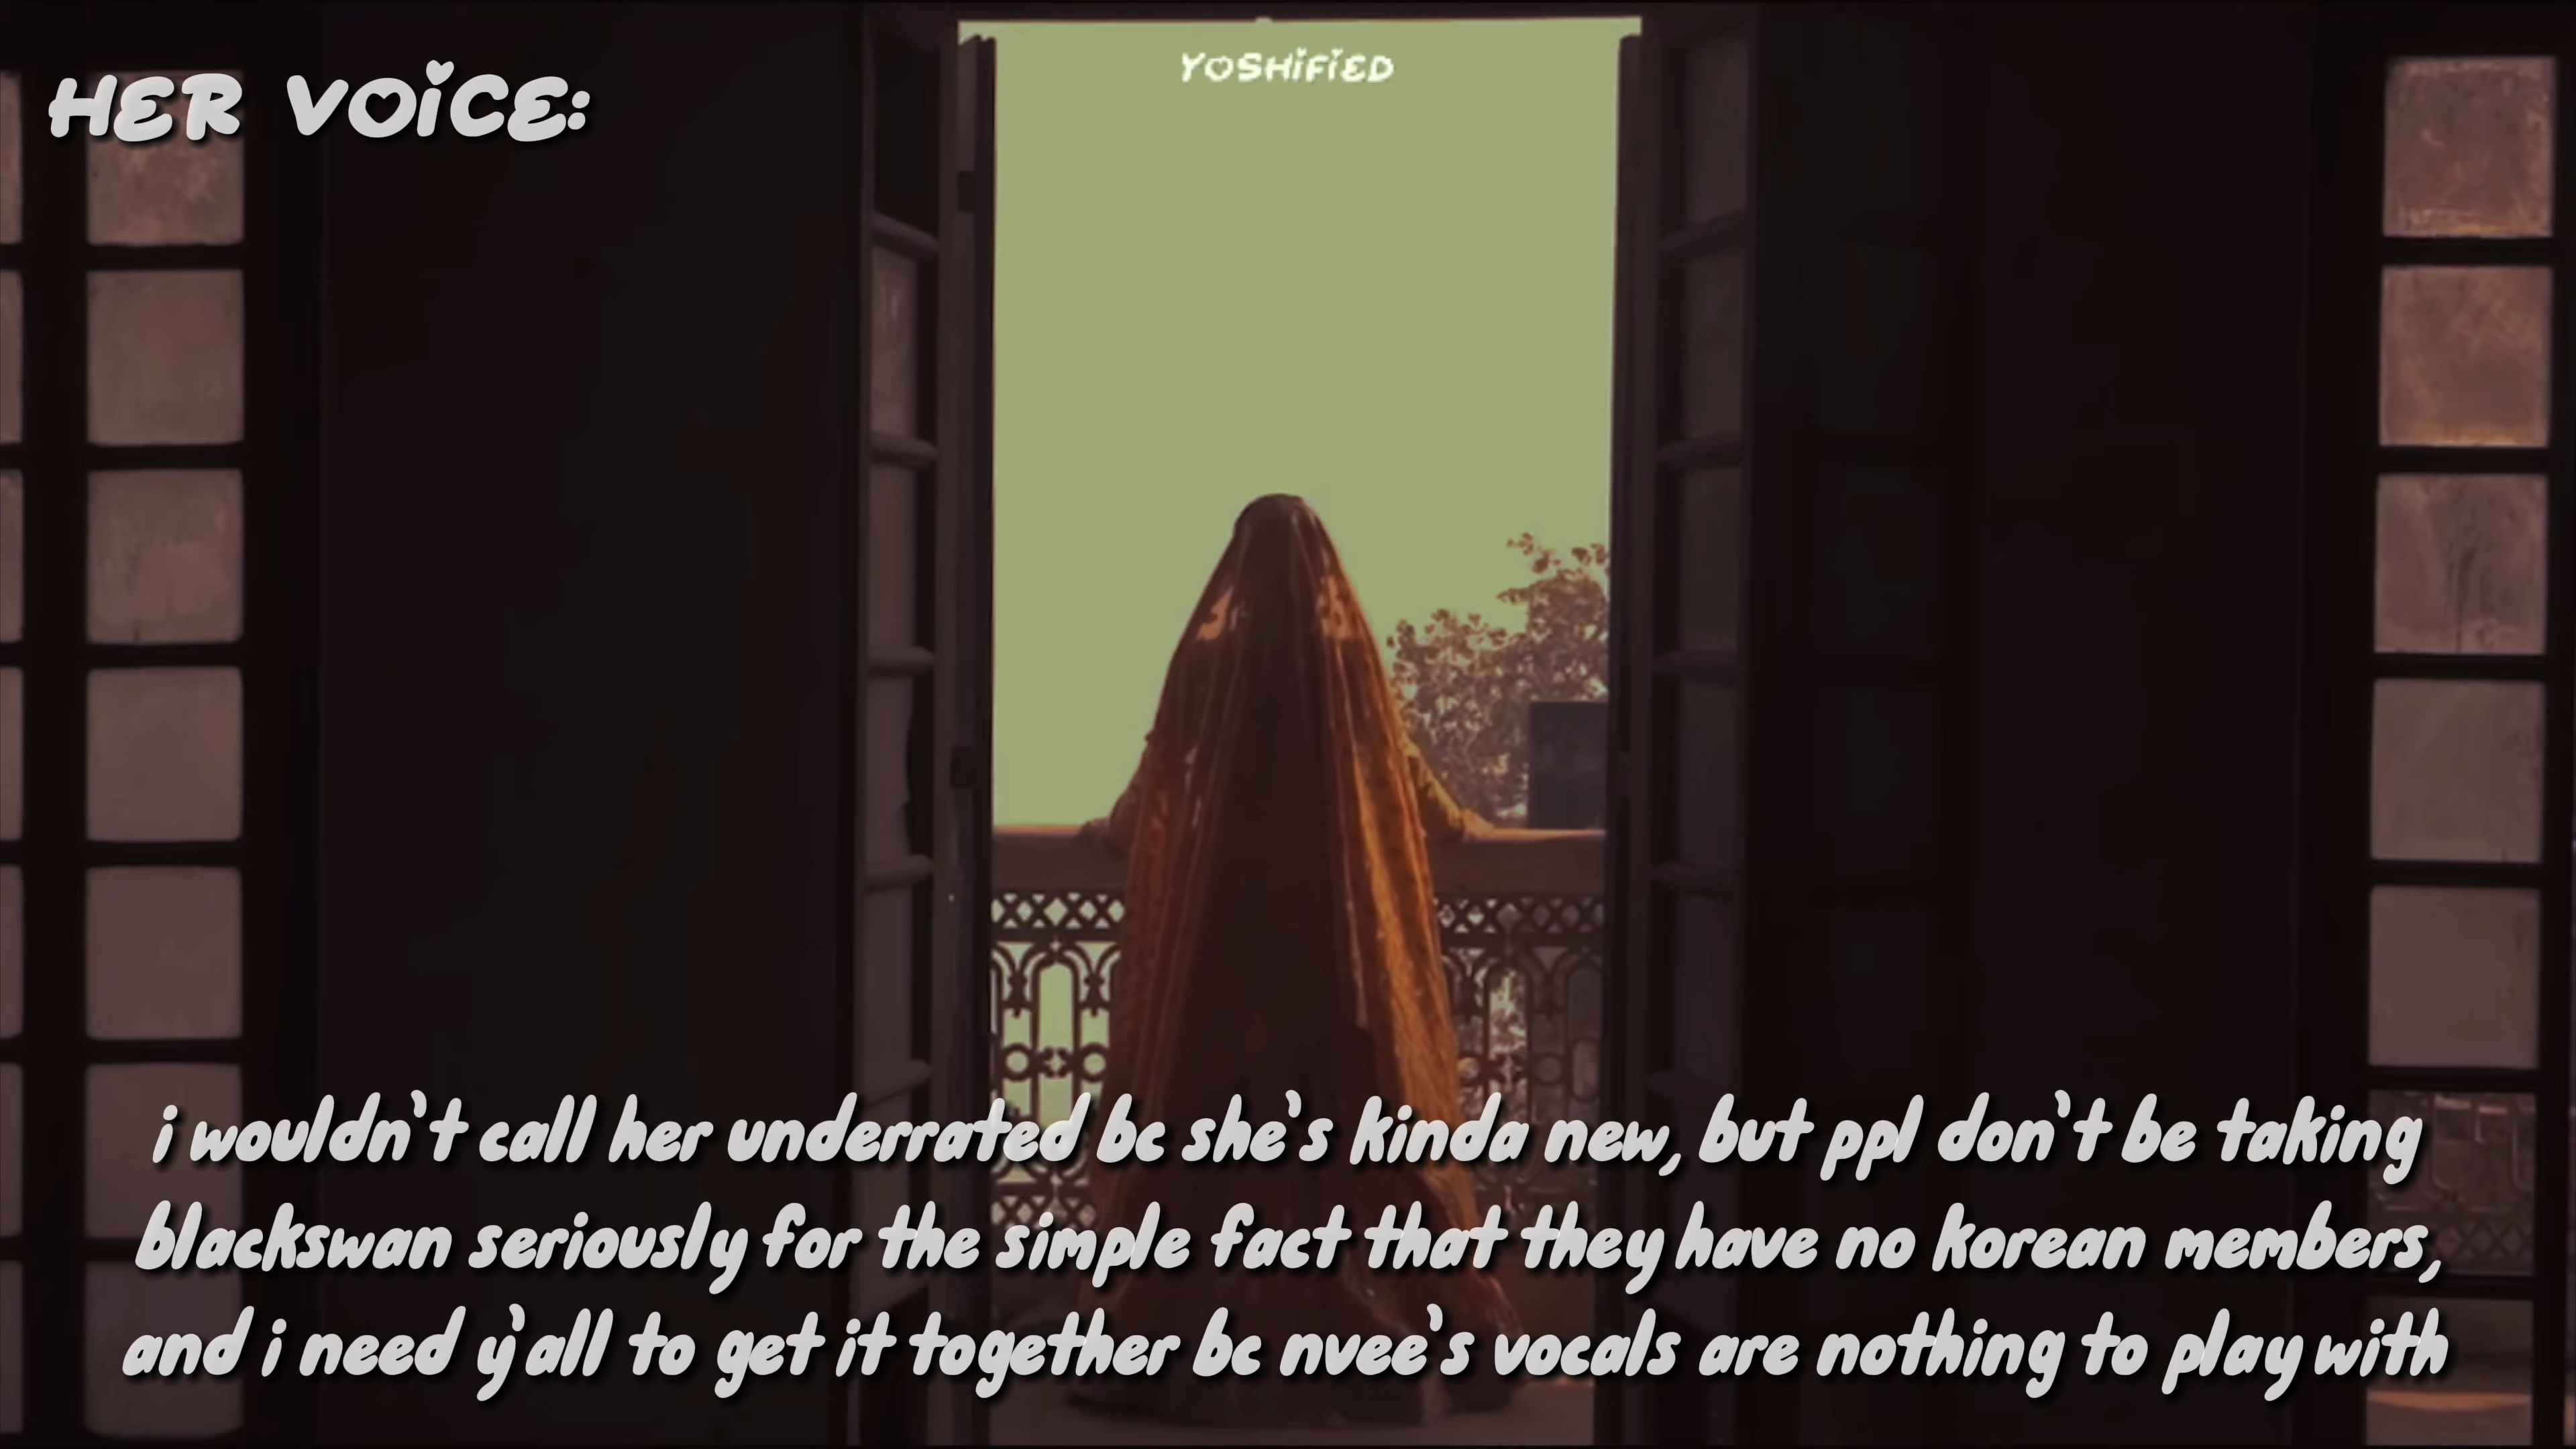 YOSHiFiED
HER VOiCE:
i wouldn't call her underrated bc she's kinda new, but ppl don't be taking
blackswan seriously for the simple fact that they have no korean members,
and i need y'all to get it together bc nvee's vocals are nothing to play with